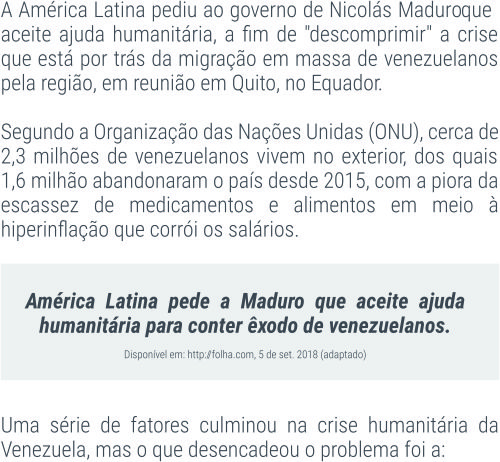 A América Latina pediu ao governo de Nicolás Maduroque
aceite ajuda humanitária, a fim de "descomprimir" a crise
que está por trás da migração em massa de venezuelanos
pela região, em reunião em Quito, no Equador.
Segundo a Organização das Nações Unidas (ONU), cerca de
2,3 milhões de venezuelanos vivem no exterior, dos quais
1,6 milhão abandonaram o país desde 2015, com a piora da
escassez de medicamentos e alimentos em meio à
hiperinflação que corrói os salários.
América Latina pede a Maduro que aceite ajuda
humanitária para conter êxodo de venezuelanos.
Disponível em: http://folha.com, 5 de set. 2018 (adaptado)
Uma série de fatores culminou na crise humanitária da
Venezuela, mas o que desencadeou o problema foi a: